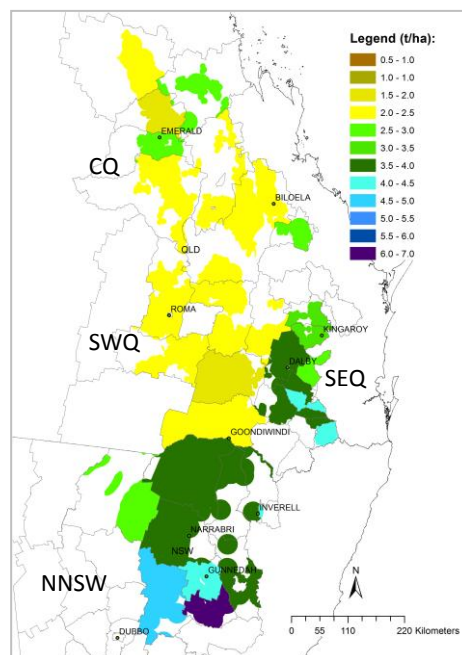 Legend (t/ha):
0.5 - 1.0
1.0 - 1.0
1.5 - 2.0
2.0 - 2.5
2.5 - 3.0
3.0 - 3.5
3.5 - 4.0
4.0 - 4.5
4.5 - 5.0
5.0 - 5.5
5.5 - 6.0
6.0 - 7.0
EMERALD
CQ
BILOELA
QLD
ROMA
KINGAROY
SWQ
DALBY
SEQ
GOONDIWINDI
INVERELL
NARRABRI
NSW
NNSW
GUNNEDAH
N
DUBBO
0 55 110 220 Kilometers